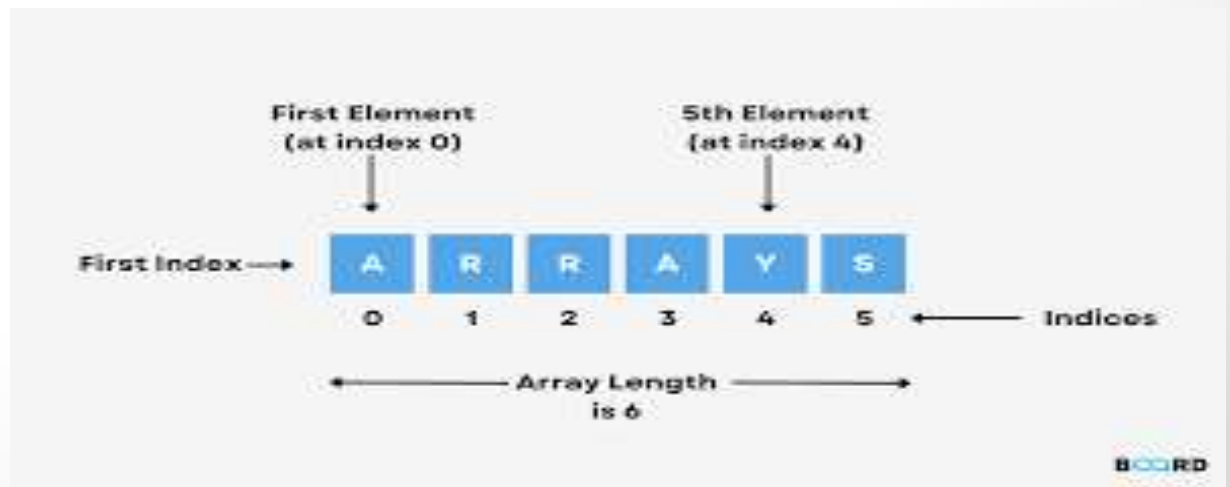 First Element
(at index 0)
5th Element
(at index 4)
First Index
A R R A Y S
0 1 2 3 4 5
Indices
Array Length
is 6